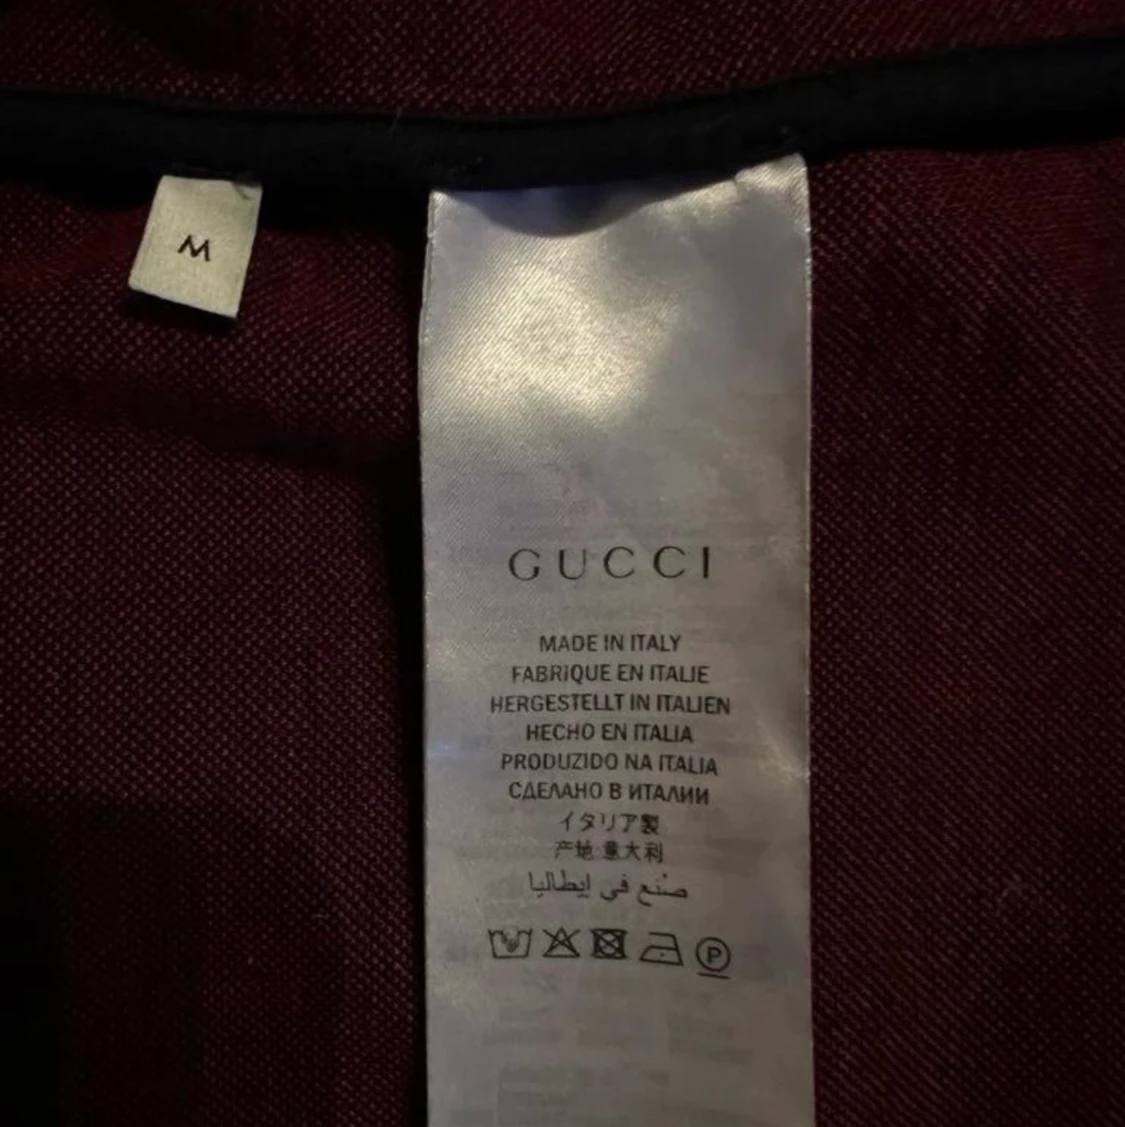 M
GUCCI
MADE IN ITALY
FABRIQUE EN ITALIE
HERGESTELLT IN ITALIEN
HECHO EN ITALIA
PRODUZIDO NA ITALIA
СДЕЛАНО В ИТАЛИИ
イタリア製
产地 意大利
صنع في ايطاليا
P